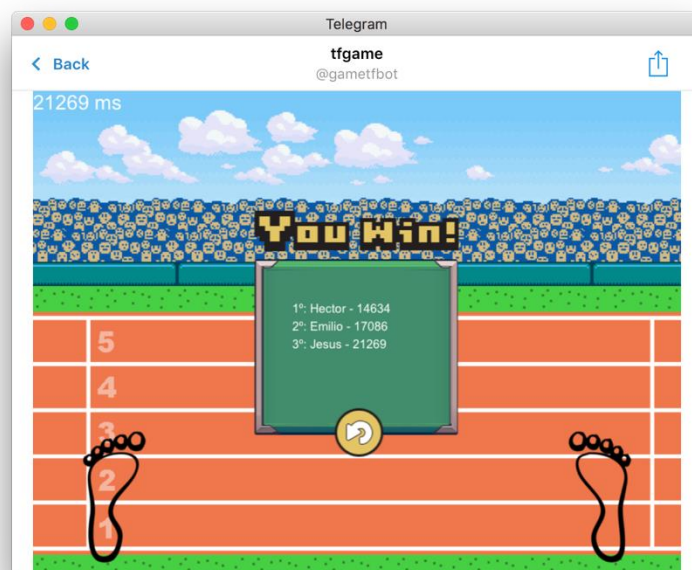 Telegram
Back
tfgame
@gametfbot
21269 ms
You Win!
1º: Hector - 14634
2º: Emilio - 17086
3º: Jesus - 21269
5
4
3
2
1